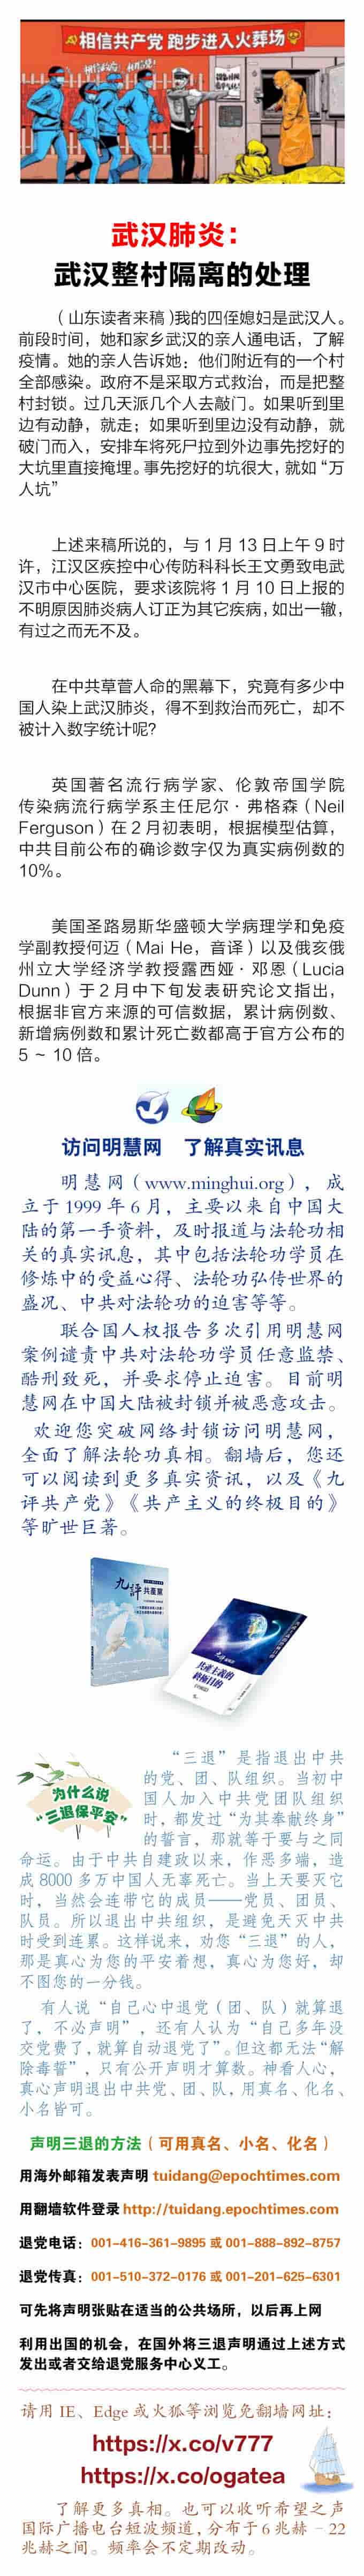 相信共产党 跑步进入火葬场
武汉肺炎：
武汉整村隔离的处理
（山东读者来稿）我的四侄媳妇是武汉人。
前段时间，她和家乡武汉的亲人通电话，了解
疫情。她的亲人告诉她：他们附近有的一个村
全部感染。政府不是采取方式救治，而是把整
村封锁。过几天派几个人去敲门。如果听到里
边有动静，就走；如果听到里边没有动静，就
破门而入，安排车将死尸拉到外边事先挖好的
大坑里直接掩埋。事先挖好的坑很大，就如“万
人坑”
上述来稿所说的，与 1 月 13 日上午 9 时
许，江汉区疾控中心传防科科长王文勇致电武
汉市中心医院，要求该院将 1 月 10 日上报的
不明原因肺炎病人订正为其它疾病，如出一辙，
有过之而无不及。
在中共草菅人命的黑幕下，究竟有多少中
国人染上武汉肺炎，得不到救治而死亡，却不
被计入数字统计呢？
英国著名流行病学家、伦敦帝国学院
传染病流行病学系主任尼尔 · 弗格森（Neil
Ferguson）在 2 月初表明，根据模型估算，
中共目前公布的确诊数字仅为真实病例数的
10%。
美国圣路易斯华盛顿大学病理学和免疫
学副教授何迈（Mai He，音译）以及俄亥俄
州立大学经济学教授露西娅 · 邓恩（Lucia
Dunn）于 2 月中下旬发表研究论文指出，
根据非官方来源的可信数据，累计病例数、
新增病例数和累计死亡数都高于官方公布的
5 ~ 10 倍。
访问明慧网 了解真实讯息
明慧网（www.minghui.org），成
立于 1999 年 6 月，主要以来自中国大
陆的第一手资料，及时报道与法轮功相
关的真实讯息，其中包括法轮功学员在
修炼中的受益心得、法轮功弘传世界的
盛况、中共对法轮功的迫害等等。
联合国人权报告多次引用明慧网
案例谴责中共对法轮功学员任意监禁、
酷刑致死，并要求停止迫害。目前明
慧网在中国大陆被封锁并被恶意攻击。
欢迎您突破网络封锁访问明慧网，
全面了解法轮功真相。翻墙后，您还
可以阅读到更多真实资讯，以及《九
评共产党》《共产主义的终极目的》
等旷世巨著。
九評共產黨
共產主義的
終極目的
为什么说
“三退保平安”
“三退”是指退出中共
的党、团、队组织。当初中
国人加入中共党团队组织
时，都发过“为其奉献终身”
的誓言，那就等于要与之同
命运。由于中共自建政以来，作恶多端，造
成 8000 多万中国人无辜死亡。当上天要灭它
时，当然会连带它的成员——党员、团员、
队员。所以退出中共组织，是避免天灭中共
时受到连累。这样说来，劝您“三退”的人，
那是真心为您的平安着想，真心为您好，却
不图您的一分钱。
有人说“自己心中退党（团、队）就算退
了，不必声明”，还有人认为“自己多年没
交党费了，就算自动退党了”。但这都无法“解
除毒誓”，只有公开声明才算数。神看人心，
真心声明退出中共党、团、队，用真名、化名、
小名皆可。
声明三退的方法（可用真名、小名、化名）
用海外邮箱发表声明 tuidang@epochtimes.com
用翻墙软件登录 http://tuidang.epochtimes.com
退党电话：001-416-361-9895 或 001-888-892-8757
退党传真：001-510-372-0176 或 001-201-625-6301
可先将声明张贴在适当的公共场所，以后再上网
利用出国的机会，在国外将三退声明通过上述方式
发出或者交给退党服务中心义工。
请用 IE、Edge 或火狐等浏览免翻墙网址：
https://x.co/v777
https://x.co/ogatea
了解更多真相。也可以收听希望之声
国际广播电台短波频道，分布于 6 兆赫 – 22
兆赫之间。频率会不定期改动。